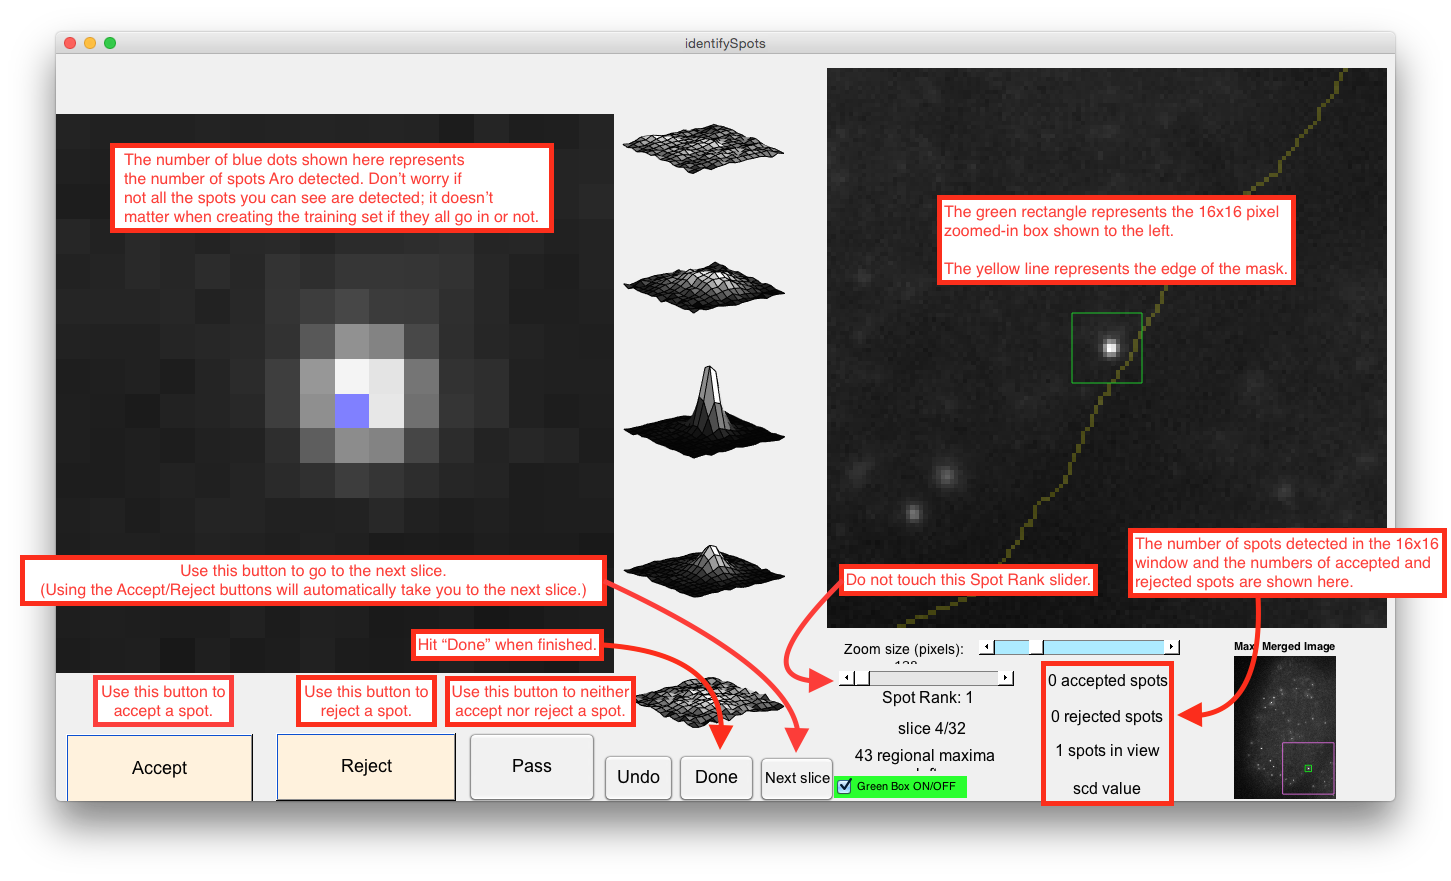 identifySpots
The number of blue dots shown here represents
the number of spots Aro detected. Don't worry if
not all the spots you can see are detected; it doesn't
matter when creating the training set if they all go in or not.
The green rectangle represents the 16x16 pixel
zoomed-in box shown to the left.
The yellow line represents the edge of the mask.
Use this button to go to the next slice.
(Using the Accept/Reject buttons will automatically take you to the next slice.)
Do not touch this Spot Rank slider.
The number of spots detected in the 16x16
window and the numbers of accepted and
rejected spots are shown here.
Hit “Done” when finished.
Use this button to
accept a spot.
Use this button to
reject a spot.
Use this button to neither
accept nor reject a spot.
Accept
Reject
Pass
Undo
Done
Next slice
Zoom size (pixels):
Spot Rank: 1
slice 4/32
43 regional maxima
Green Box ON/OFF
0 accepted spots
0 rejected spots
1 spots in view
scd value
Max Merged Image